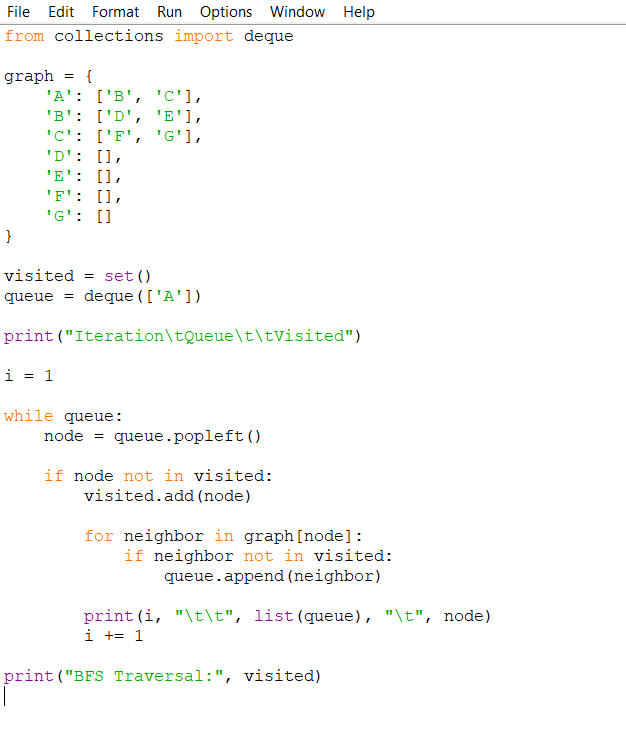 File Edit Format Run Options Window Help
from collections import deque

graph = {
    'A': ['B', 'C'],
    'B': ['D', 'E'],
    'C': ['F', 'G'],
    'D': [],
    'E': [],
    'F': [],
    'G': []
}

visited = set()
queue = deque(['A'])

print("Iteration\tQueue\t\tVisited")

i = 1

while queue:
    node = queue.popleft()

    if node not in visited:
        visited.add(node)

        for neighbor in graph[node]:
            if neighbor not in visited:
                queue.append(neighbor)

        print(i, "\t\t", list(queue), "\t", node)
        i += 1

print("BFS Traversal:", visited)